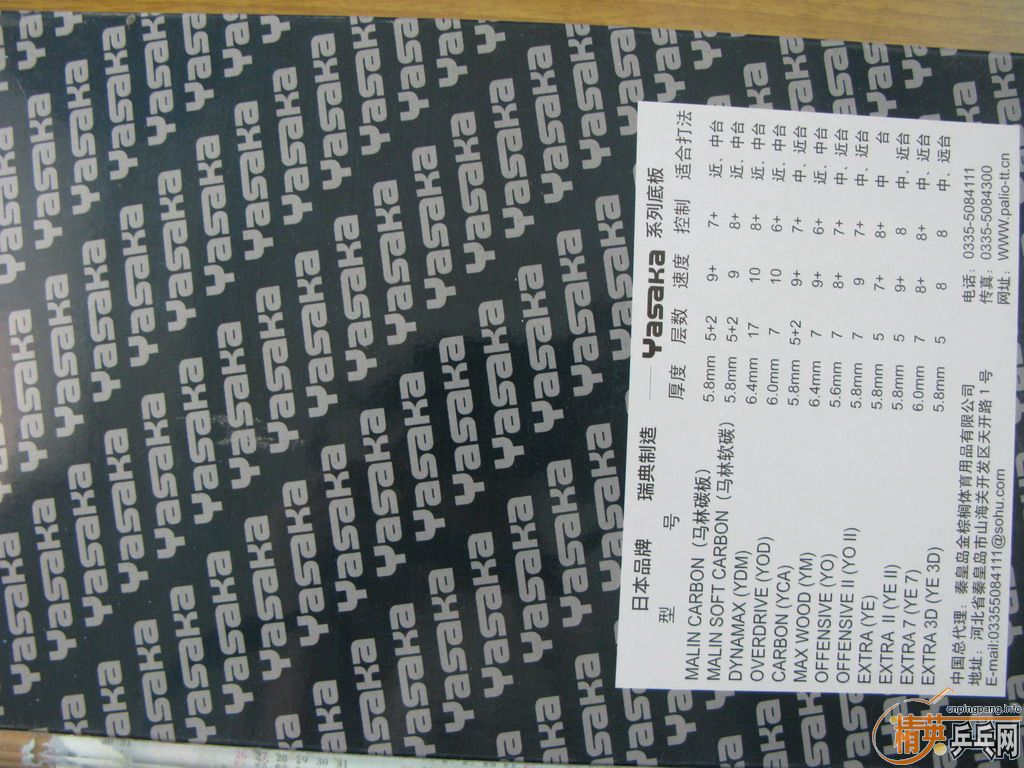 日本品牌 瑞典制造 —— Yasaka 系列底板
型 号 厚度 层数 速度 控制 适合打法
MALIN CARBON (马林碳板) 5.8mm 5+2 9+ 7+ 近、中台
MALIN SOFT CARBON (马林软碳) 5.8mm 5+2 9 8+ 近、中台
DYNAMAX (YDM) 6.4mm 17 10 8+ 近、中台
OVERDRIVE (YOD) 6.0mm 7 10 6+ 近、中台
CARBON (YCA) 5.8mm 5+2 9+ 7+ 中、近台
MAX WOOD (YM) 6.4mm 7 9+ 6+ 近、中台
OFFENSIVE (YO) 5.6mm 7 8+ 7+ 中、近台
OFFENSIVE II (YO II) 5.8mm 7 9 7+ 中、近台
EXTRA (YE) 5.8mm 5 7+ 8+ 中 台
EXTRA II (YE II) 5.8mm 5 9+ 8 中、近台
EXTRA 7 (YE 7) 6.0mm 7 8+ 8+ 中、近台
EXTRA 3D (YE 3D) 5.8mm 5 8 8 中、远台
中国总代理：秦皇岛金棕榈体育用品有限公司 电话：0335-5084111
地址：河北省秦皇岛市山海关开发区天开路1号 传真：0335-5084300
E-mail:03355084111@sohu.com 网址：WWW.palio-tt.cn
cnpingpang.info
精英乒乓网